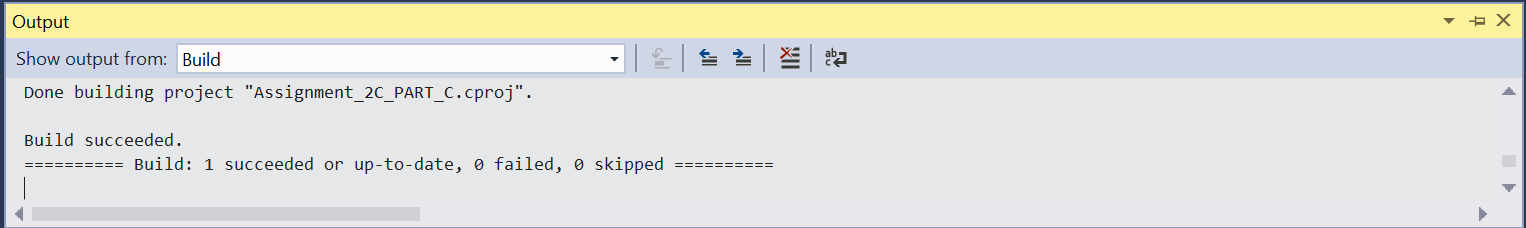 Output
Show output from: Build
Done building project "Assignment_2C_PART_C.cproj".
Build succeeded.
========== Build: 1 succeeded or up-to-date, 0 failed, 0 skipped ==========